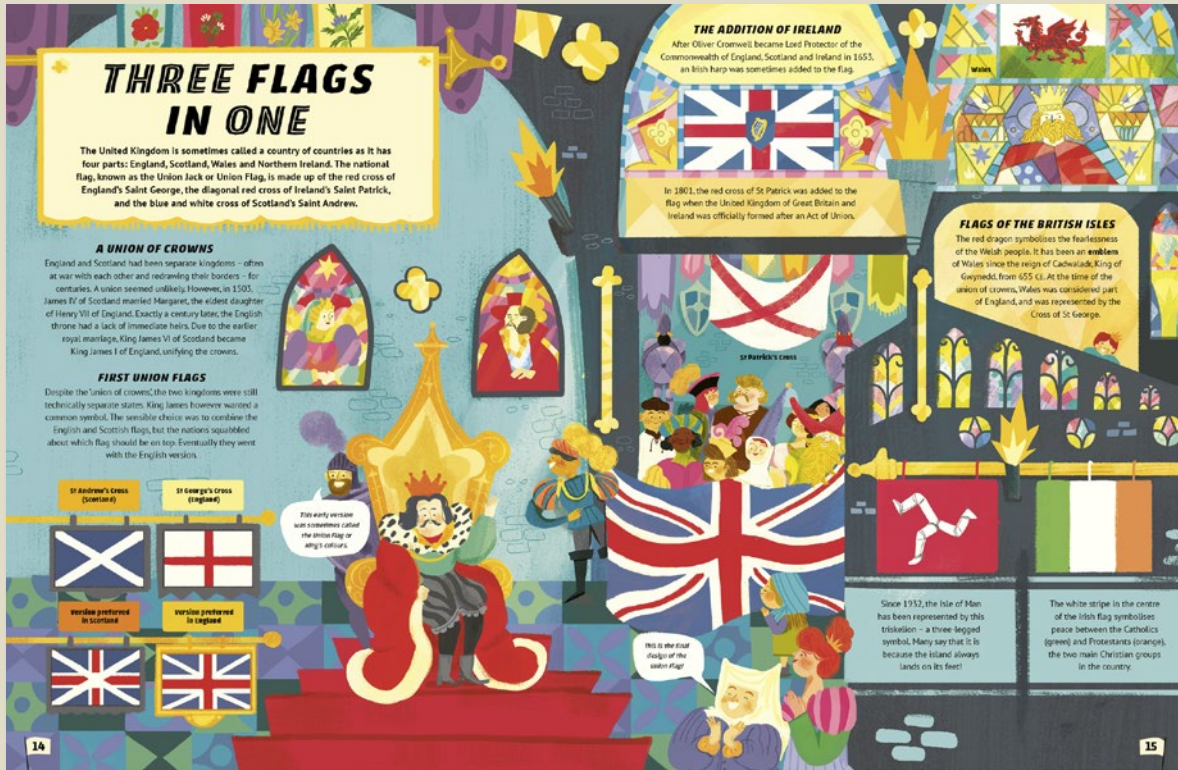 THREE FLAGS
IN ONE
The United Kingdom is sometimes called a country of countries as it has
four parts: England, Scotland, Wales and Northern Ireland. The national
flag, known as the Union Jack or Union Flag, is made up of the red cross of
England's Saint George, the diagonal red cross of Ireland's Saint Patrick,
and the blue and white cross of Scotland's Saint Andrew.
A UNION OF CROWNS
England and Scotland had been separate kingdoms – often
at war with each other and redrawing their borders – for
centuries. A union seemed unlikely. However, in 1503,
James IV of Scotland married Margaret, the eldest daughter
of Henry VII of England. Exactly a century later, the English
throne had a lack of immediate heirs. Due to the earlier
royal marriage, King James VI of Scotland became
King James I of England, unifying the crowns.
FIRST UNION FLAGS
Despite the 'union of crowns', the two kingdoms were still
technically separate states. King James however wanted a
common symbol. The sensible choice was to combine the
English and Scottish flags, but the nations squabbled
about which flag should be on top. Eventually they went
with the English version.
St Andrew's Cross
(Scotland)
St George's Cross
(England)
Version preferred
in Scotland
Version preferred
in England
This early version
was sometimes called
the Union Flag or
king's colours.
14
THE ADDITION OF IRELAND
After Oliver Cromwell became Lord Protector of the
Commonwealth of England, Scotland and Ireland in 1653,
an Irish harp was sometimes added to the flag.
In 1801, the red cross of St Patrick was added to the
flag when the United Kingdom of Great Britain and
Ireland was officially formed after an Act of Union.
St Patrick's Cross
This is the final
design of the
Union Flag!
Wales
FLAGS OF THE BRITISH ISLES
The red dragon symbolises the fearlessness
of the Welsh people. It has been an emblem
of Wales since the reign of Cadwaladr, King of
Gwynedd, from 655 CE. At the time of the
union of crowns, Wales was considered part
of England, and was represented by the
Cross of St George.
Since 1932, the Isle of Man
has been represented by this
triskelion – a three-legged
symbol. Many say that it is
because the island always
lands on its feet!
The white stripe in the centre
of the Irish flag symbolises
peace between the Catholics
(green) and Protestants (orange),
the two main Christian groups
in the country.
15